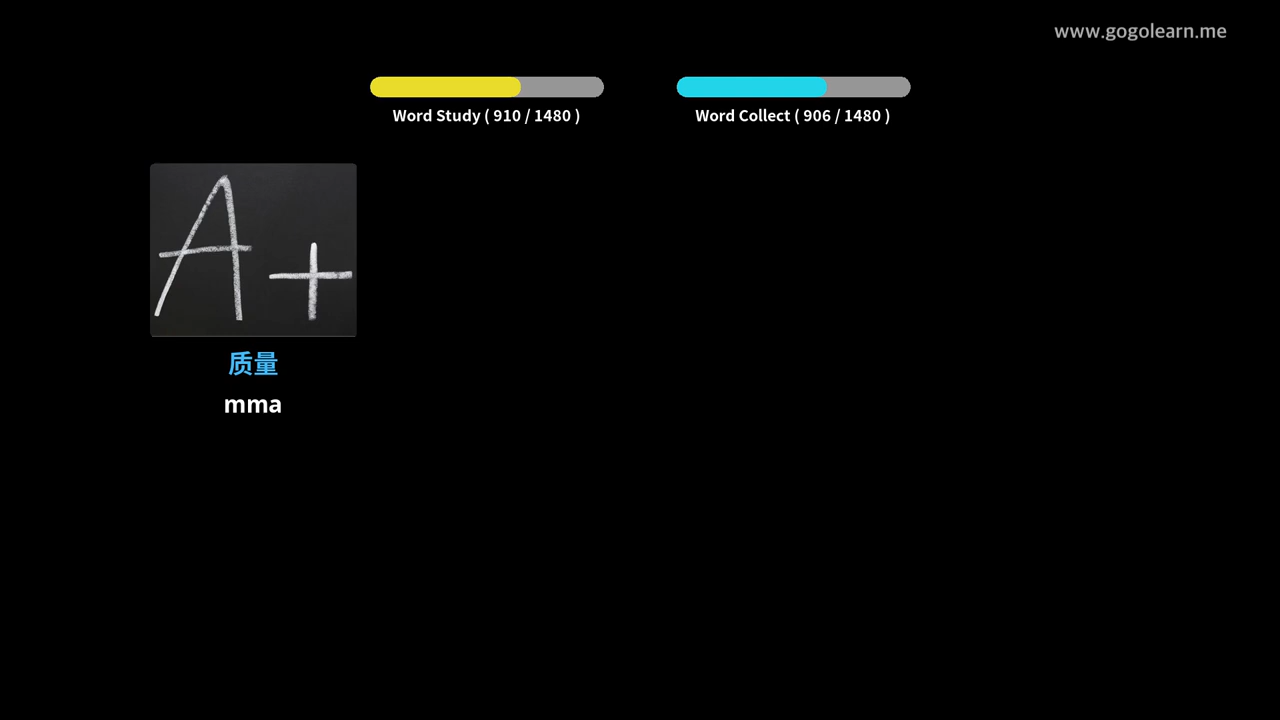 www.gogolearn.me
Word Study ( 910 / 1480 )
Word Collect ( 906 / 1480 )
A+
质量
mma